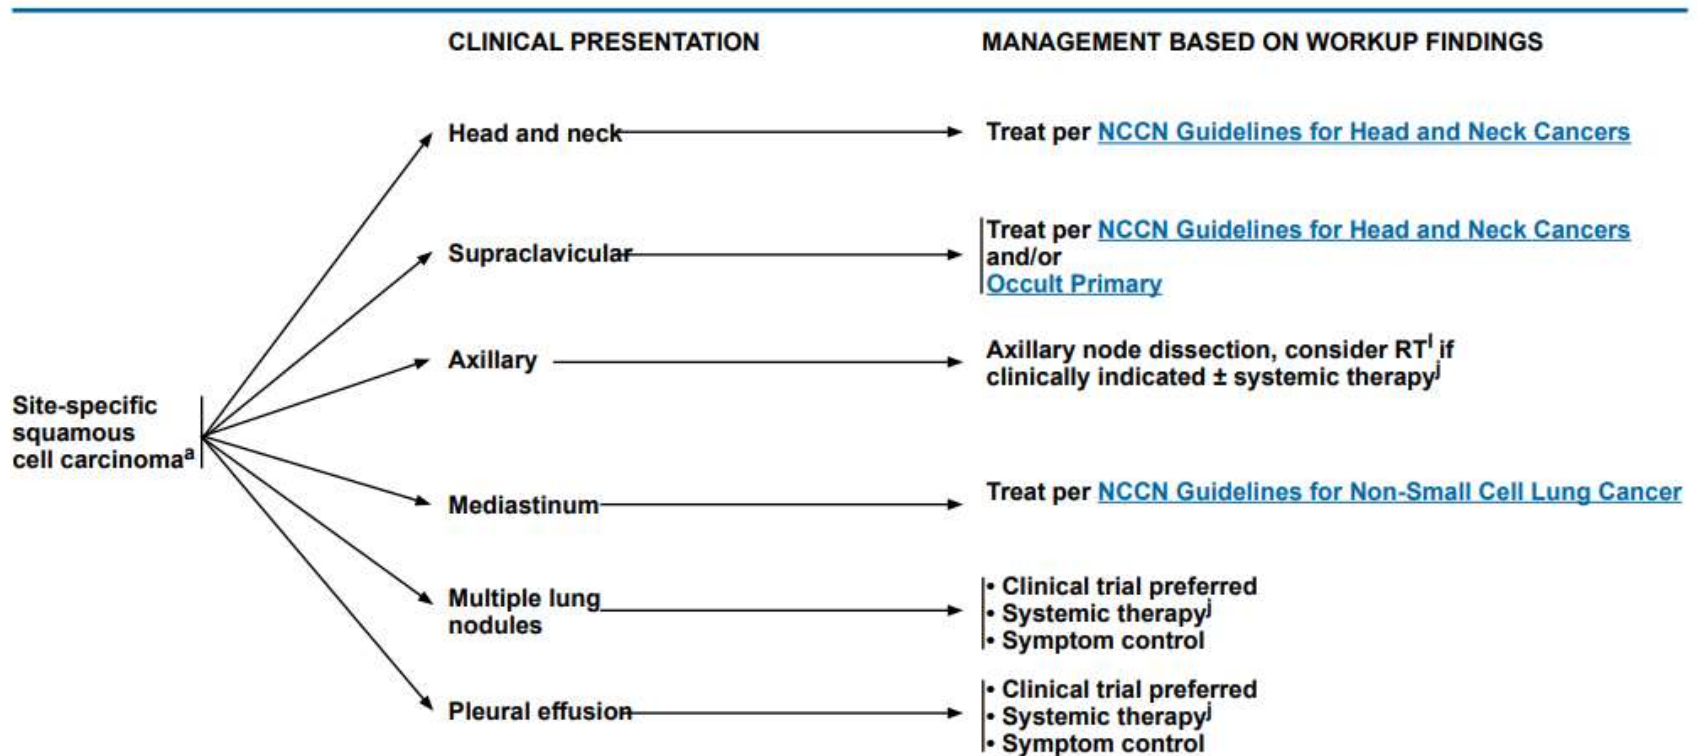 CLINICAL PRESENTATION
MANAGEMENT BASED ON WORKUP FINDINGS
Head and neck
Treat per NCCN Guidelines for Head and Neck Cancers
Supraclavicular
Treat per NCCN Guidelines for Head and Neck Cancers
and/or
Occult Primary
Axillary
Axillary node dissection, consider RTˡ if
clinically indicated ± systemic therapyʲ
Site-specific
squamous
cell carcinomaᵃ
Mediastinum
Treat per NCCN Guidelines for Non-Small Cell Lung Cancer
Multiple lung
nodules
• Clinical trial preferred
• Systemic therapyʲ
• Symptom control
Pleural effusion
• Clinical trial preferred
• Systemic therapyʲ
• Symptom control